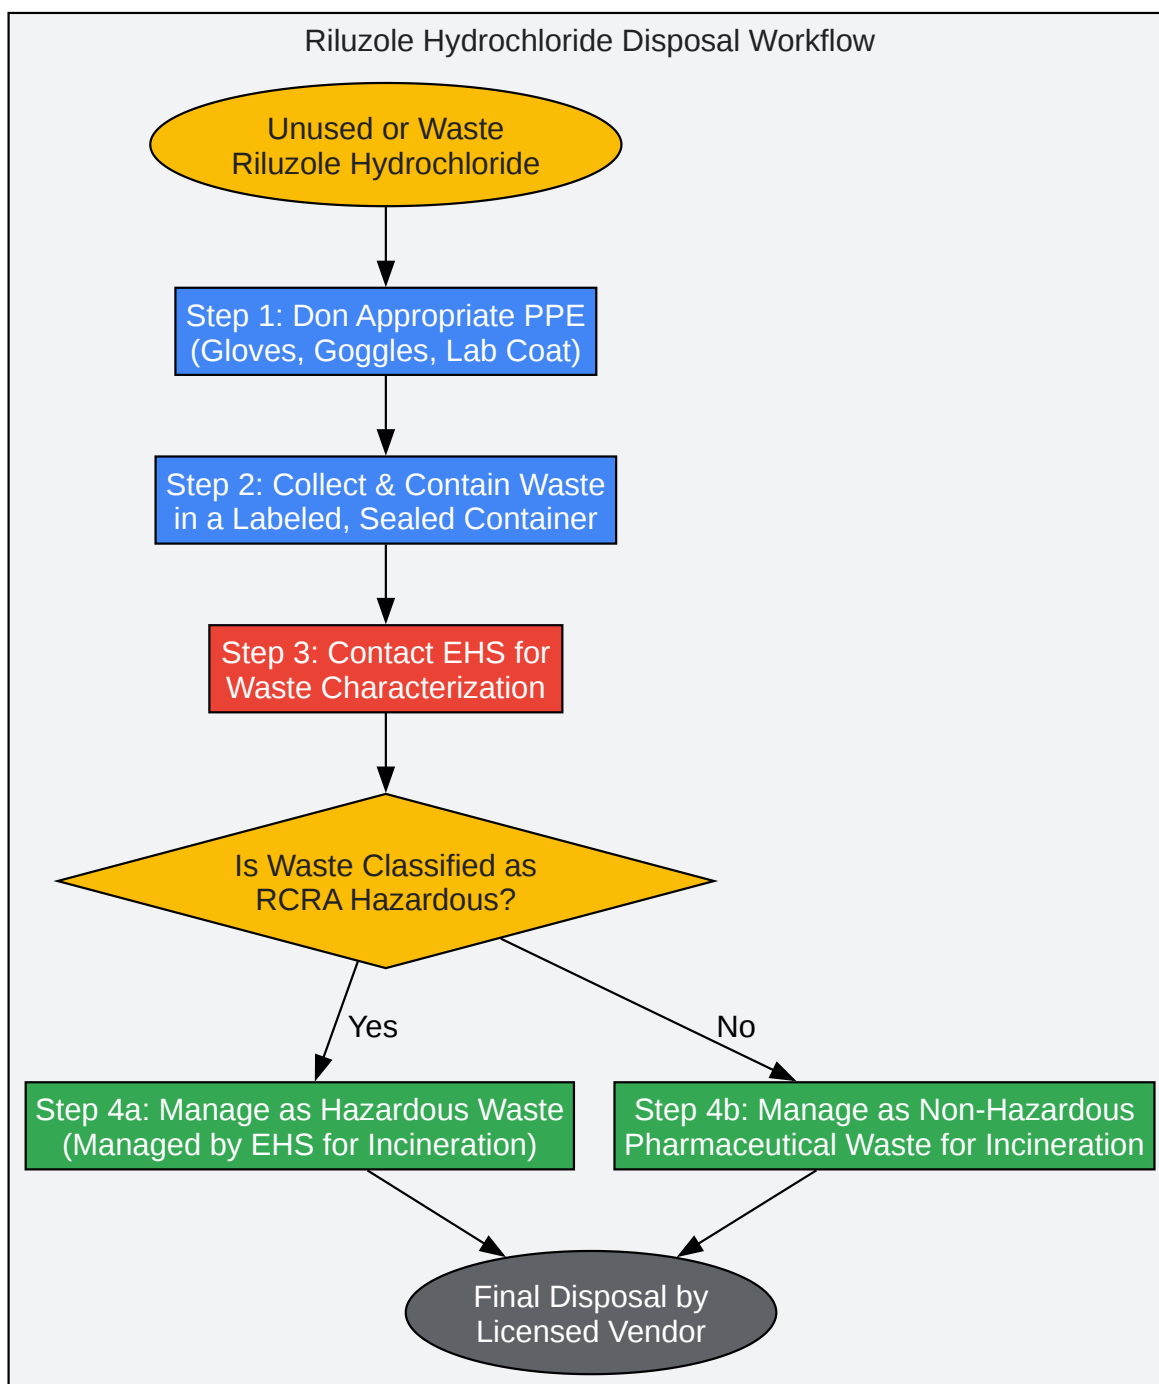 Riluzole Hydrochloride Disposal Workflow
Unused or Waste
Riluzole Hydrochloride
Step 1: Don Appropriate PPE
(Gloves, Goggles, Lab Coat)
Step 2: Collect & Contain Waste
in a Labeled, Sealed Container
Step 3: Contact EHS for
Waste Characterization
Is Waste Classified as
RCRA Hazardous?
Yes
No
Step 4a: Manage as Hazardous Waste
(Managed by EHS for Incineration)
Step 4b: Manage as Non-Hazardous
Pharmaceutical Waste for Incineration
Final Disposal by
Licensed Vendor